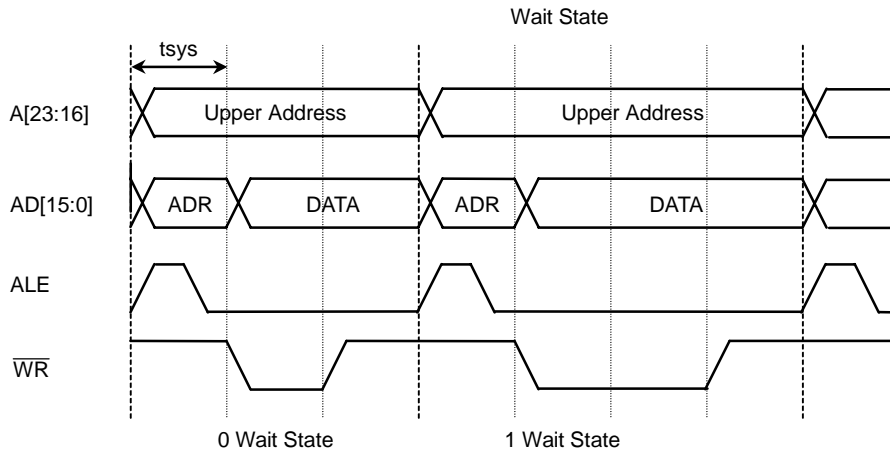 Wait State
tsys
A[23:16]
Upper Address
Upper Address
AD[15:0]
ADR
DATA
ADR
DATA
ALE
WR
0 Wait State
1 Wait State